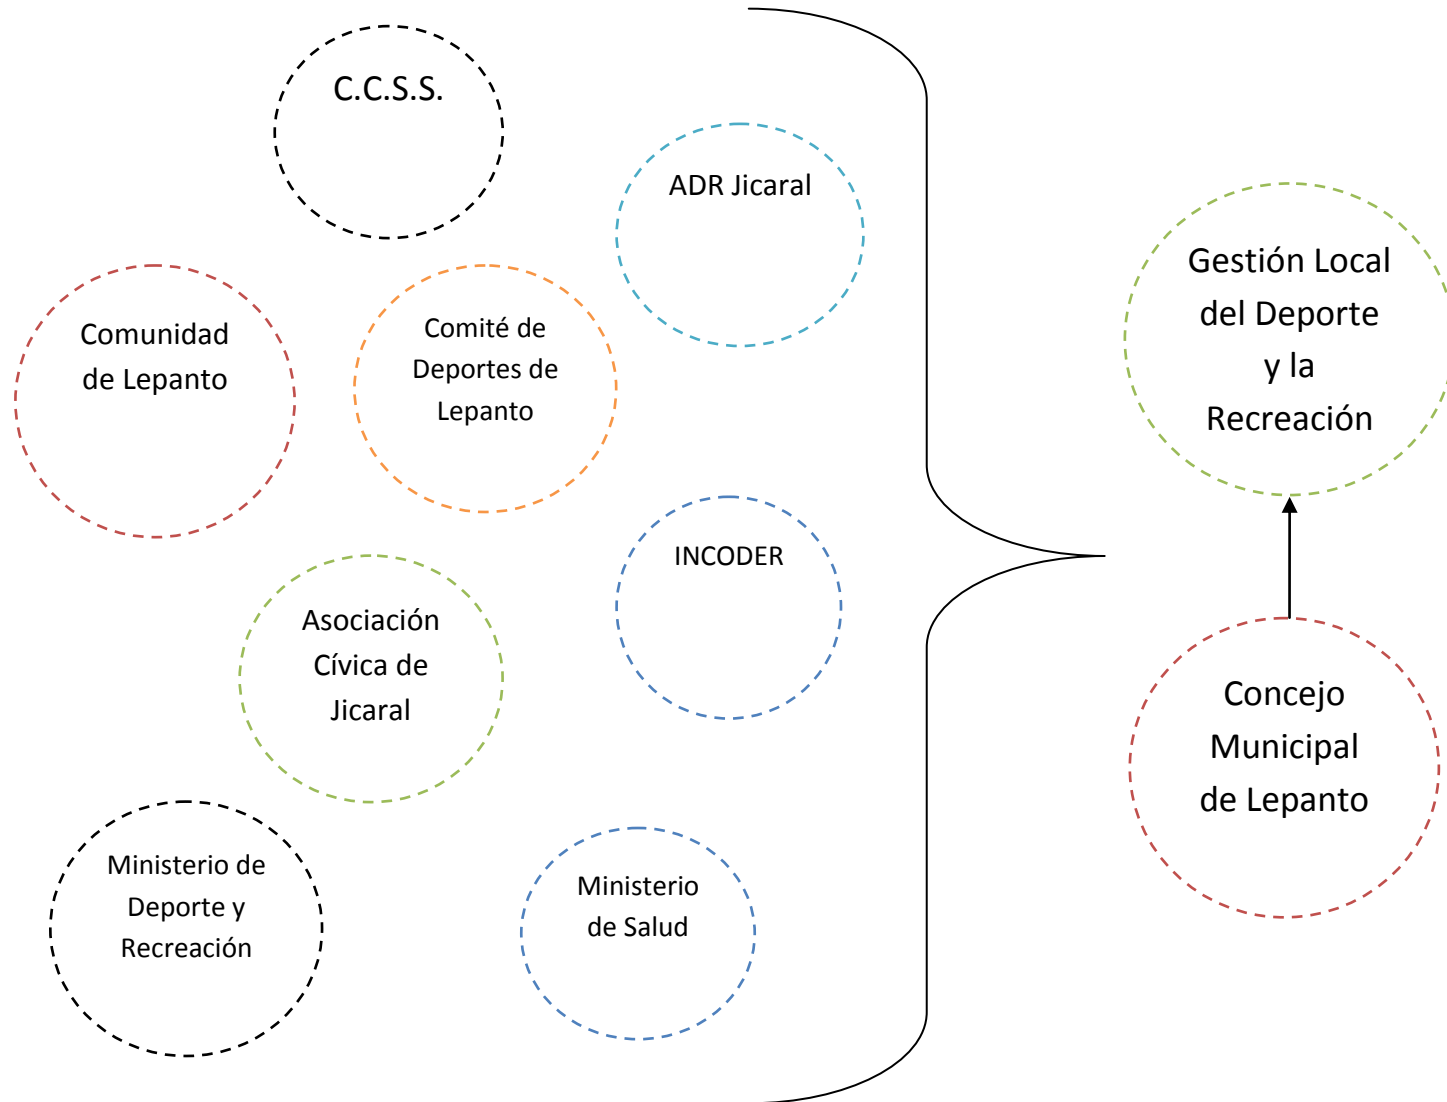 C.C.S.S.
ADR Jicaral
Comunidad
de Lepanto
Comité de
Deportes de
Lepanto
INCODER
Asociación
Cívica de
Jicaral
Ministerio de
Deporte y
Recreación
Ministerio
de Salud
Gestión Local
del Deporte
y la
Recreación
Concejo
Municipal
de Lepanto